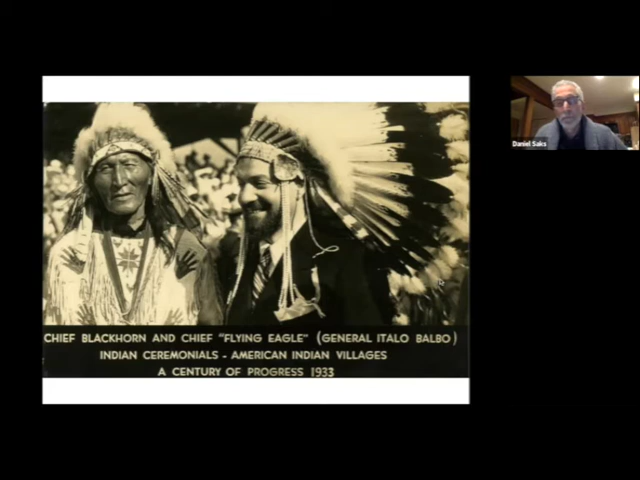 CHIEF BLACKHORN AND CHIEF "FLYING EAGLE" (GENERAL ITALO BALBO)
INDIAN CEREMONIALS - AMERICAN INDIAN VILLAGES
A CENTURY OF PROGRESS 1933
Daniel Saks